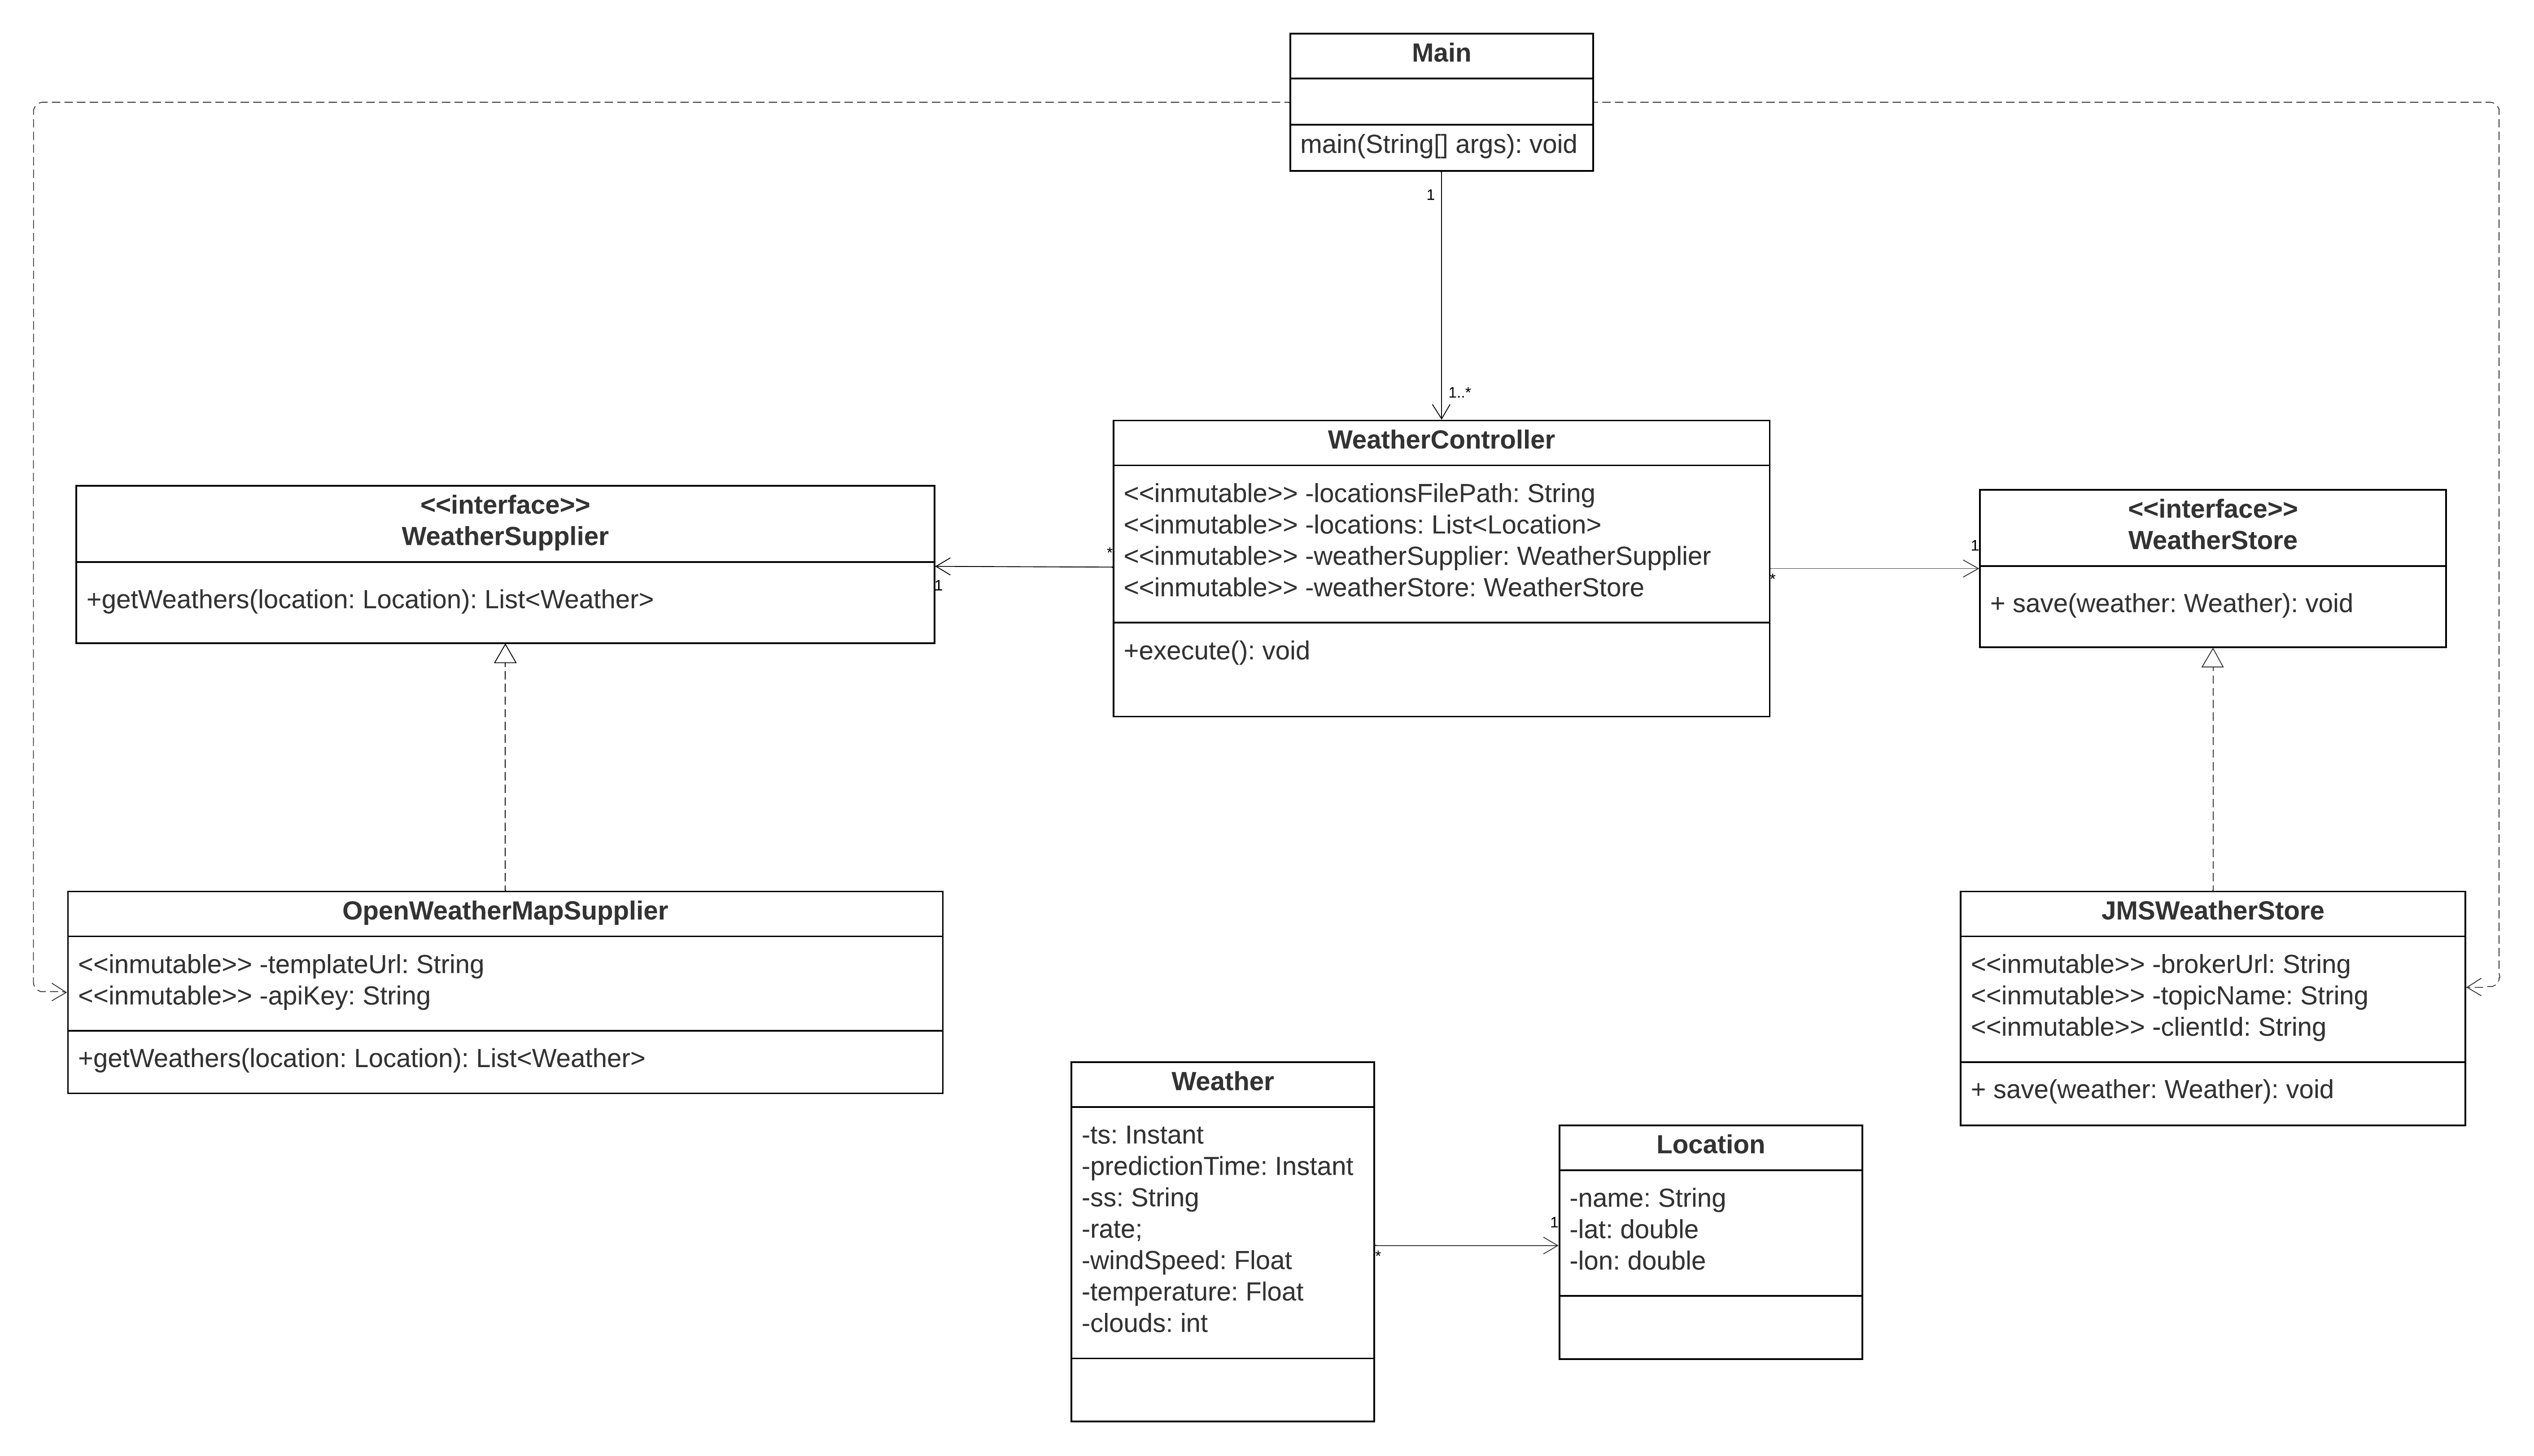 Main
main(String[] args): void
1
1..*
WeatherController
<<inmutable>> -locationsFilePath: String
<<inmutable>> -locations: List<Location>
<<inmutable>> -weatherSupplier: WeatherSupplier
<<inmutable>> -weatherStore: WeatherStore
+execute(): void
*
1
<<interface>>
WeatherSupplier
+getWeathers(location: Location): List<Weather>
*
1
<<interface>>
WeatherStore
+ save(weather: Weather): void
OpenWeatherMapSupplier
<<inmutable>> -templateUrl: String
<<inmutable>> -apiKey: String
+getWeathers(location: Location): List<Weather>
JMSWeatherStore
<<inmutable>> -brokerUrl: String
<<inmutable>> -topicName: String
<<inmutable>> -clientId: String
+ save(weather: Weather): void
Weather
-ts: Instant
-predictionTime: Instant
-ss: String
-rate;
-windSpeed: Float
-temperature: Float
-clouds: int
*
1
Location
-name: String
-lat: double
-lon: double